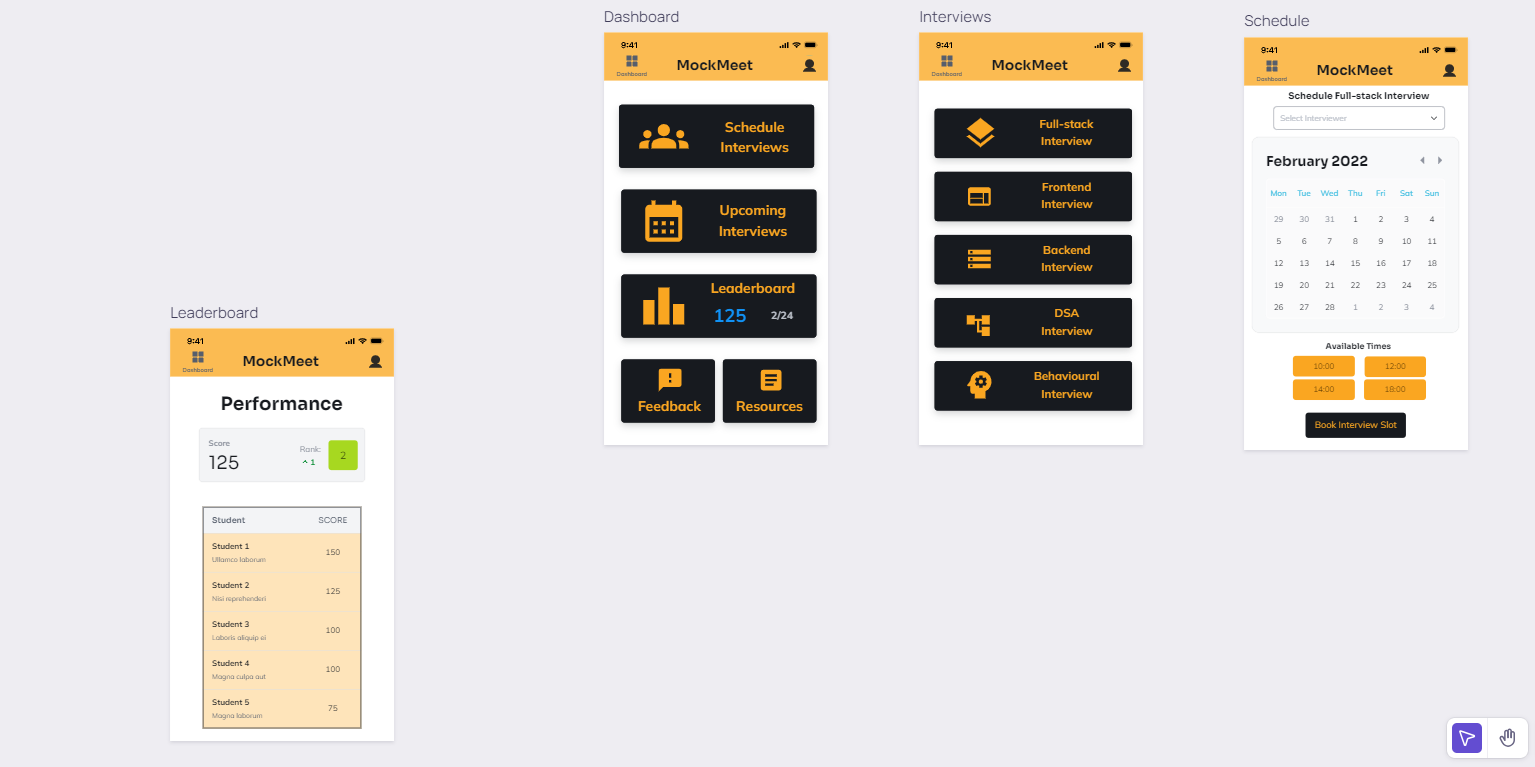 Leaderboard
9:41
Dashboard
MockMeet
Performance
Score
125
Rank:
1
2
Student SCORE
Student 1
Ullamco laborum
150
Student 2
Nisi reprehenderi
125
Student 3
Laboris aliquip ei
100
Student 4
Magna culpa aut
100
Student 5
Magna laborum
75
Dashboard
9:41
Dashboard
MockMeet
Schedule
Interviews
Upcoming
Interviews
Leaderboard
125 2/24
Feedback
Resources
Interviews
9:41
Dashboard
MockMeet
Full-stack
Interview
Frontend
Interview
Backend
Interview
DSA
Interview
Behavioural
Interview
Schedule
9:41
Dashboard
MockMeet
Schedule Full-stack Interview
Select Interviewer
February 2022
Mon Tue Wed Thu Fri Sat Sun
29 30 31 1 2 3 4
5 6 7 8 9 10 11
12 13 14 15 16 17 18
19 20 21 22 23 24 25
26 27 28 1 2 3 4
Available Times
10:00 12:00
14:00 18:00
Book Interview Slot